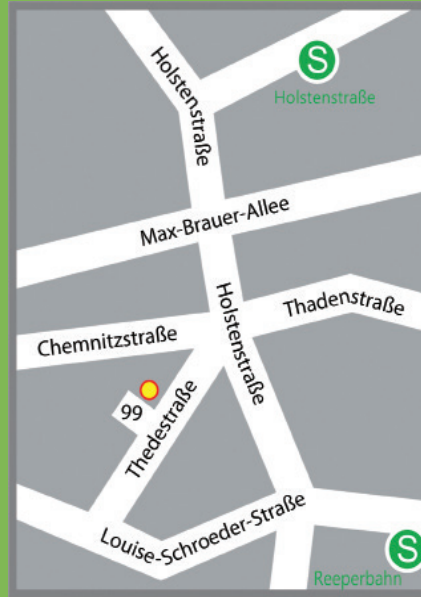 S
Holstenstraße
Holstenstraße
Max-Brauer-Allee
Holstenstraße
Thadenstraße
Chemnitzstraße
99
Thedestraße
Louise-Schroeder-Straße
S
Reeperbahn